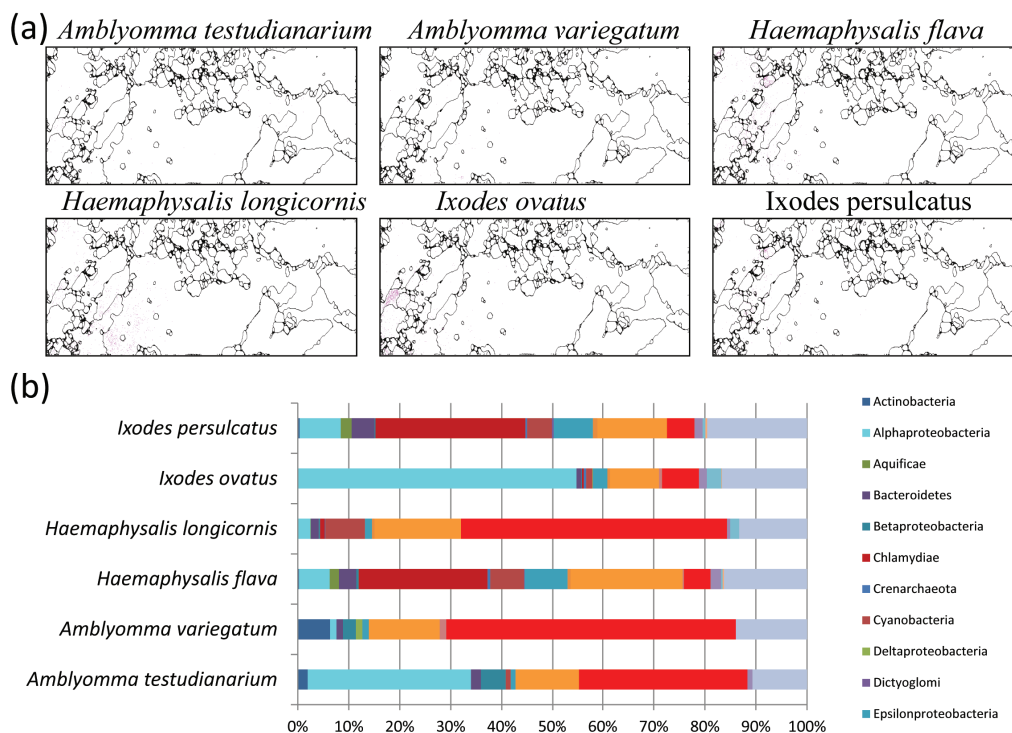 (a)
Amblyomma testudianarium Amblyomma variegatum Haemaphysalis flava
Haemaphysalis longicornis Ixodes ovatus Ixodes persulcatus
(b)
Ixodes persulcatus
Ixodes ovatus
Haemaphysalis longicornis
Haemaphysalis flava
Amblyomma variegatum
Amblyomma testudianarium
0% 10% 20% 30% 40% 50% 60% 70% 80% 90% 100%
Actinobacteria
Alphaproteobacteria
Aquificae
Bacteroidetes
Betaproteobacteria
Chlamydiae
Crenarchaeota
Cyanobacteria
Deltaproteobacteria
Dictyoglomi
Epsilonproteobacteria